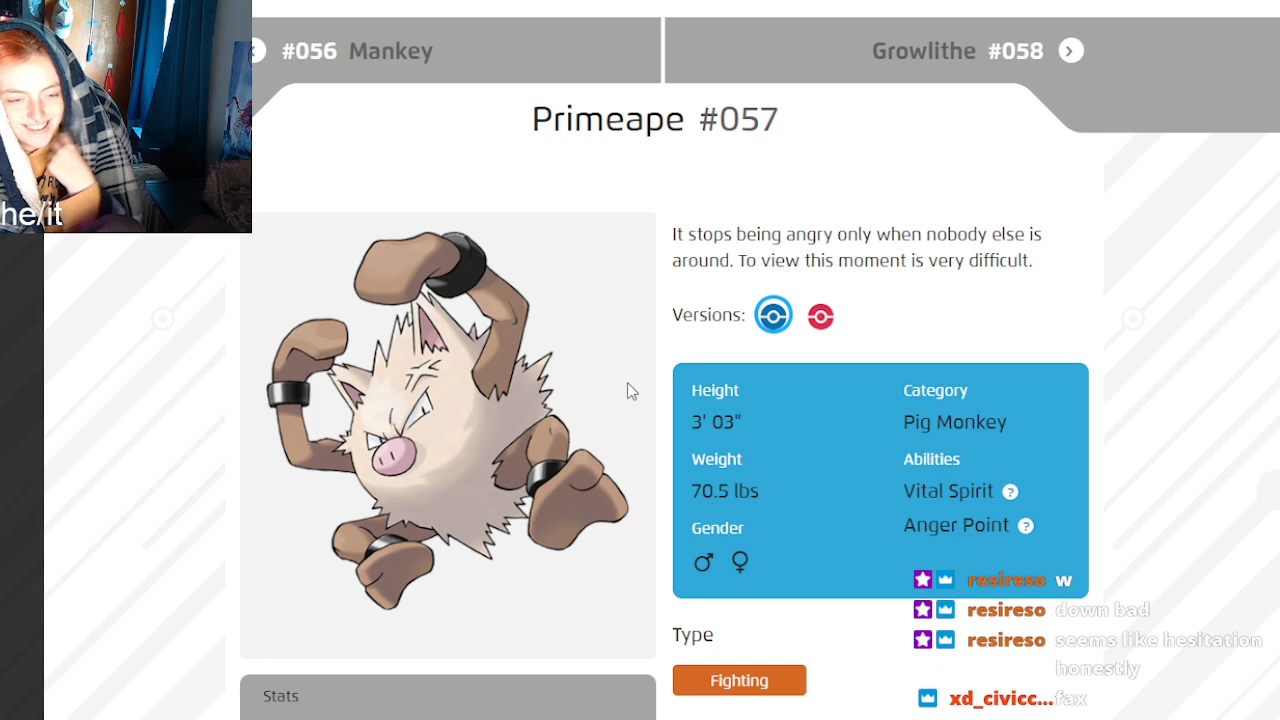 #056 Mankey
Growlithe #058
Primeape #057
he/it
It stops being angry only when nobody else is
around. To view this moment is very difficult.
Versions:
Height
3' 03"
Weight
70.5 lbs
Gender
Category
Pig Monkey
Abilities
Vital Spirit ?
Anger Point ?
Type
Fighting
Stats
resireso w
resireso down bad
resireso seems like hesitation
honestly
xd_civicc... fax